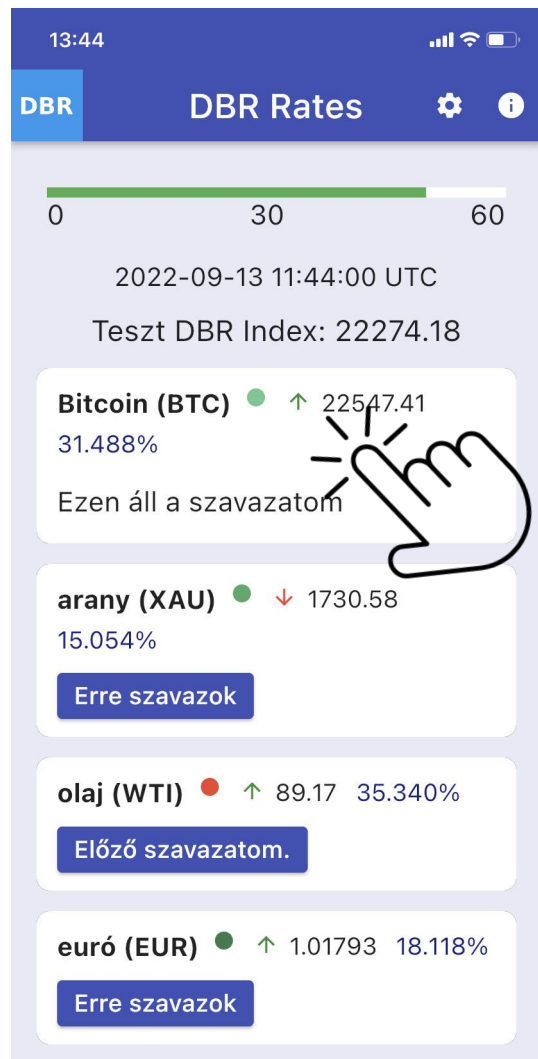 13:44
DBR DBR Rates
0 30 60
2022-09-13 11:44:00 UTC
Teszt DBR Index: 22274.18
Bitcoin (BTC) ↑ 22547.41
31.488%
Ezen áll a szavazatom
arany (XAU) ↓ 1730.58
15.054%
Erre szavazok
olaj (WTI) ↑ 89.17 35.340%
Előző szavazatom.
euró (EUR) ↑ 1.01793 18.118%
Erre szavazok